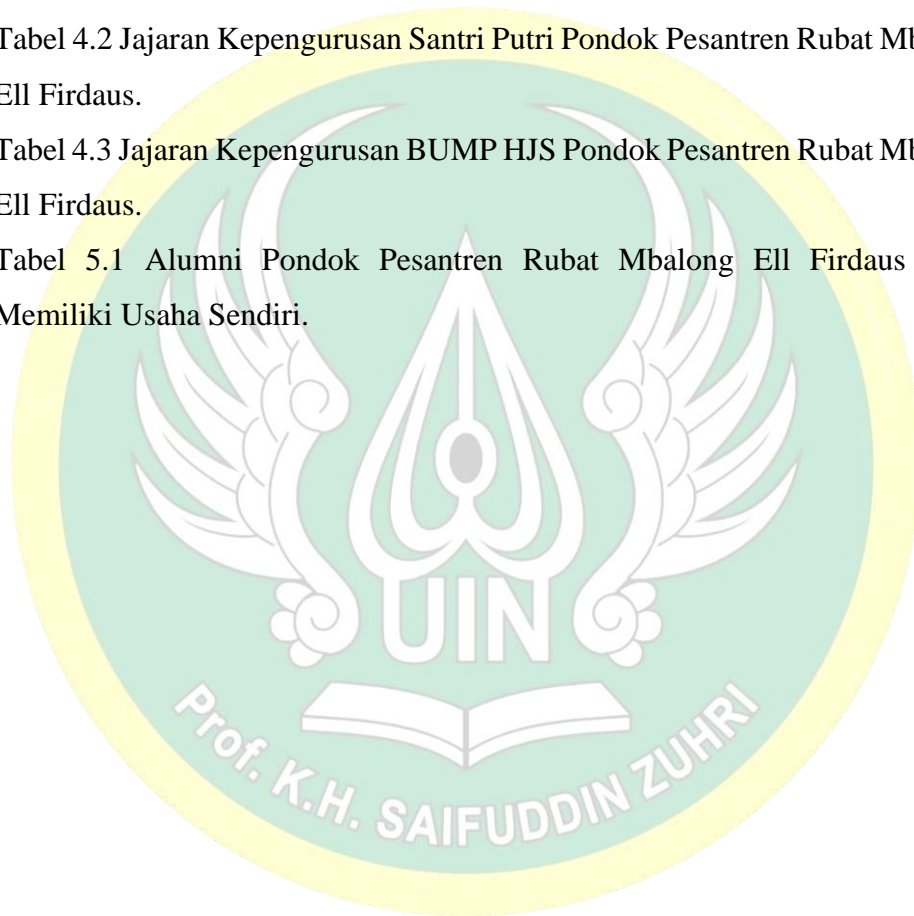 Tabel 4.2 Jajaran Kepengurusan Santri Putri Pondok Pesantren Rubat
Ell Firdaus.
Tabel 4.3 Jajaran Kepengurusan BUMP HJS Pondok Pesantren Rubat
Ell Firdaus.
Tabel 5.1 Alumni Pondok Pesantren Rubat Mbalong Ell Firdaus
Memiliki Usaha Sendiri.
UIN
Prof. K.H. SAIFUDDIN ZUHRI